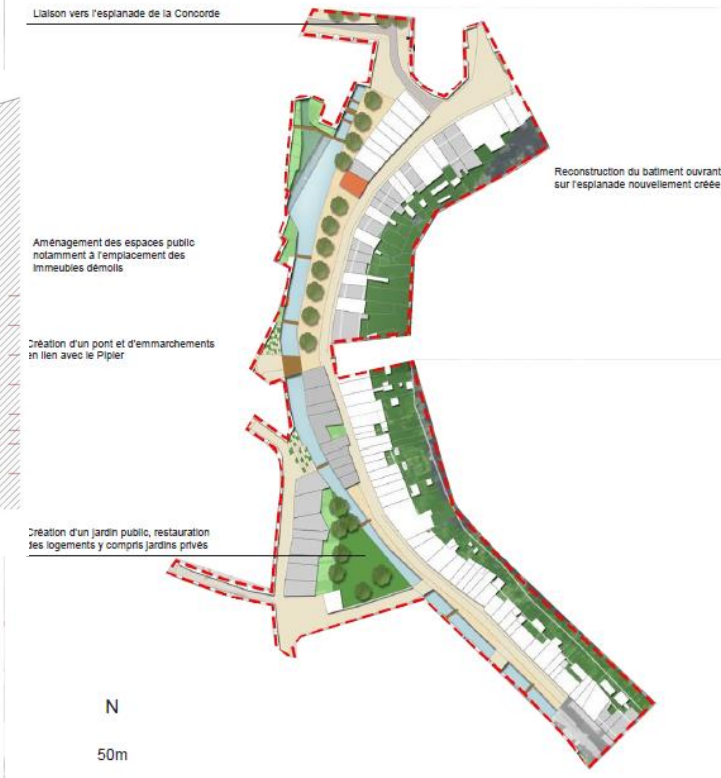 Liaison vers l'esplanade de la Concorde
Reconstruction du batiment ouvrant
sur l'esplanade nouvellement créée
Aménagement des espaces public
notamment à l'emplacement des
immeubles démolis
Création d'un pont et d'emmarchements
en lien avec le Pipier
Création d'un jardin public, restauration
des logements y compris jardins privés
N
50m